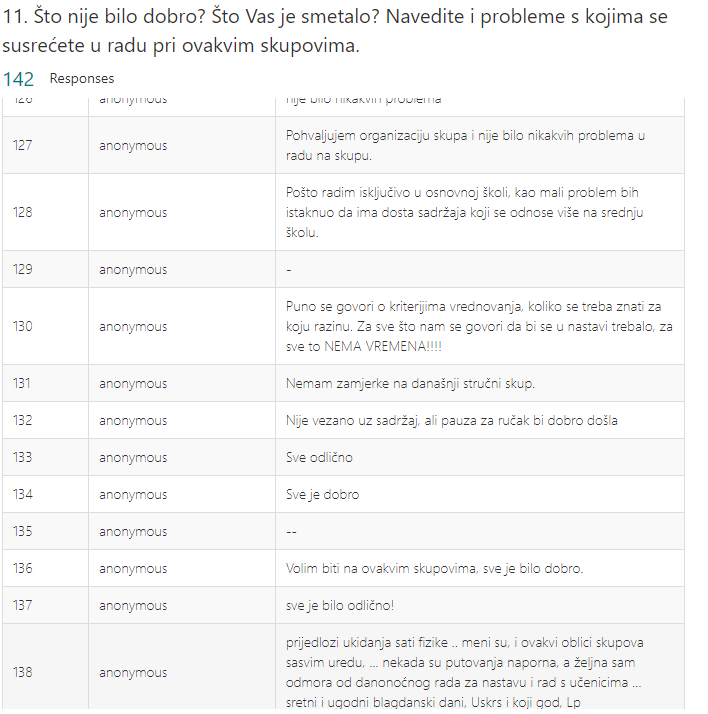 11. Što nije bilo dobro? Što Vas je smetalo? Navedite i probleme s kojima se
susrećete u radu pri ovakvim skupovima.
142 Responses
126 anonymous nije bilo nikakvih problema
127 anonymous Pohvaljujem organizaciju skupa i nije bilo nikakvih problema u
radu na skupu.
128 anonymous Pošto radim isključivo u osnovnoj školi, kao mali problem bih
istaknuo da ima dosta sadržaja koji se odnose više na srednju
školu.
129 anonymous -
130 anonymous Puno se govori o kriterijima vrednovanja, koliko se treba znati za
koju razinu. Za sve što nam se govori da bi se u nastavi trebalo, za
sve to NEMA VREMENA!!!!
131 anonymous Nemam zamjerke na današnji stručni skup.
132 anonymous Nije vezano uz sadržaj, ali pauza za ručak bi dobro došla
133 anonymous Sve odlično
134 anonymous Sve je dobro
135 anonymous --
136 anonymous Volim biti na ovakvim skupovima, sve je bilo dobro.
137 anonymous sve je bilo odlično!
138 anonymous prijedlozi ukidanja sati fizike .. meni su, i ovakvi oblici skupova
sasvim uredu, ... nekada su putovanja naporna, a željna sam
odmora od danonoćnog rada za nastavu i rad s učenicima ...
sretni i ugodni blagdanski dani, Uskrs i koji god, Lp